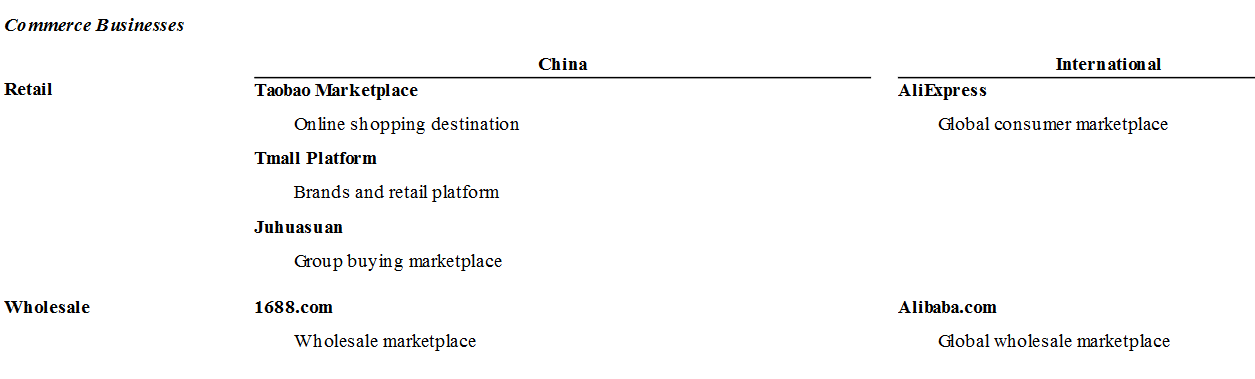 Commerce Businesses
China International
Retail Taobao Marketplace AliExpress
Online shopping destination Global consumer marketplace
Tmall Platform
Brands and retail platform
Juhuasuan
Group buying marketplace
Wholesale 1688.com Alibaba.com
Wholesale marketplace Global wholesale marketplace